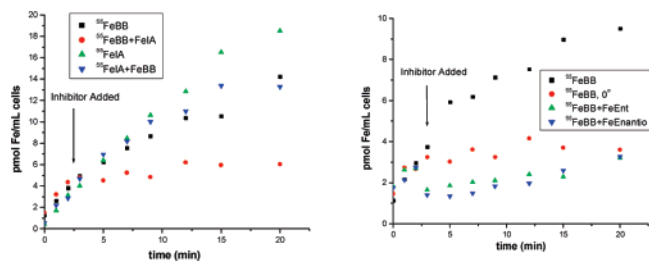 ⁵⁵FeBB
⁵⁵FeBB+FeIA
⁵⁵FeIA
⁵⁵FeIA+FeBB
Inhibitor Added
pmol Fe/mL cells
20
18
16
14
12
10
8
6
4
2
0
0 5 10 15 20
time (min)
⁵⁵FeBB
⁵⁵FeBB, 0°
⁵⁵FeBB+FeEnt
⁵⁵FeBB+FeEnantio
Inhibitor Added
pmol Fe/mL cells
10
8
6
4
2
0
0 5 10 15 20
time (min)